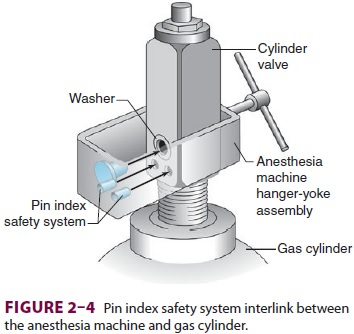 Cylinder
valve
Washer
Anesthesia
machine
hanger-yoke
assembly
Pin index
safety system
Gas cylinder
FIGURE 2–4 Pin index safety system interlink between
the anesthesia machine and gas cylinder.